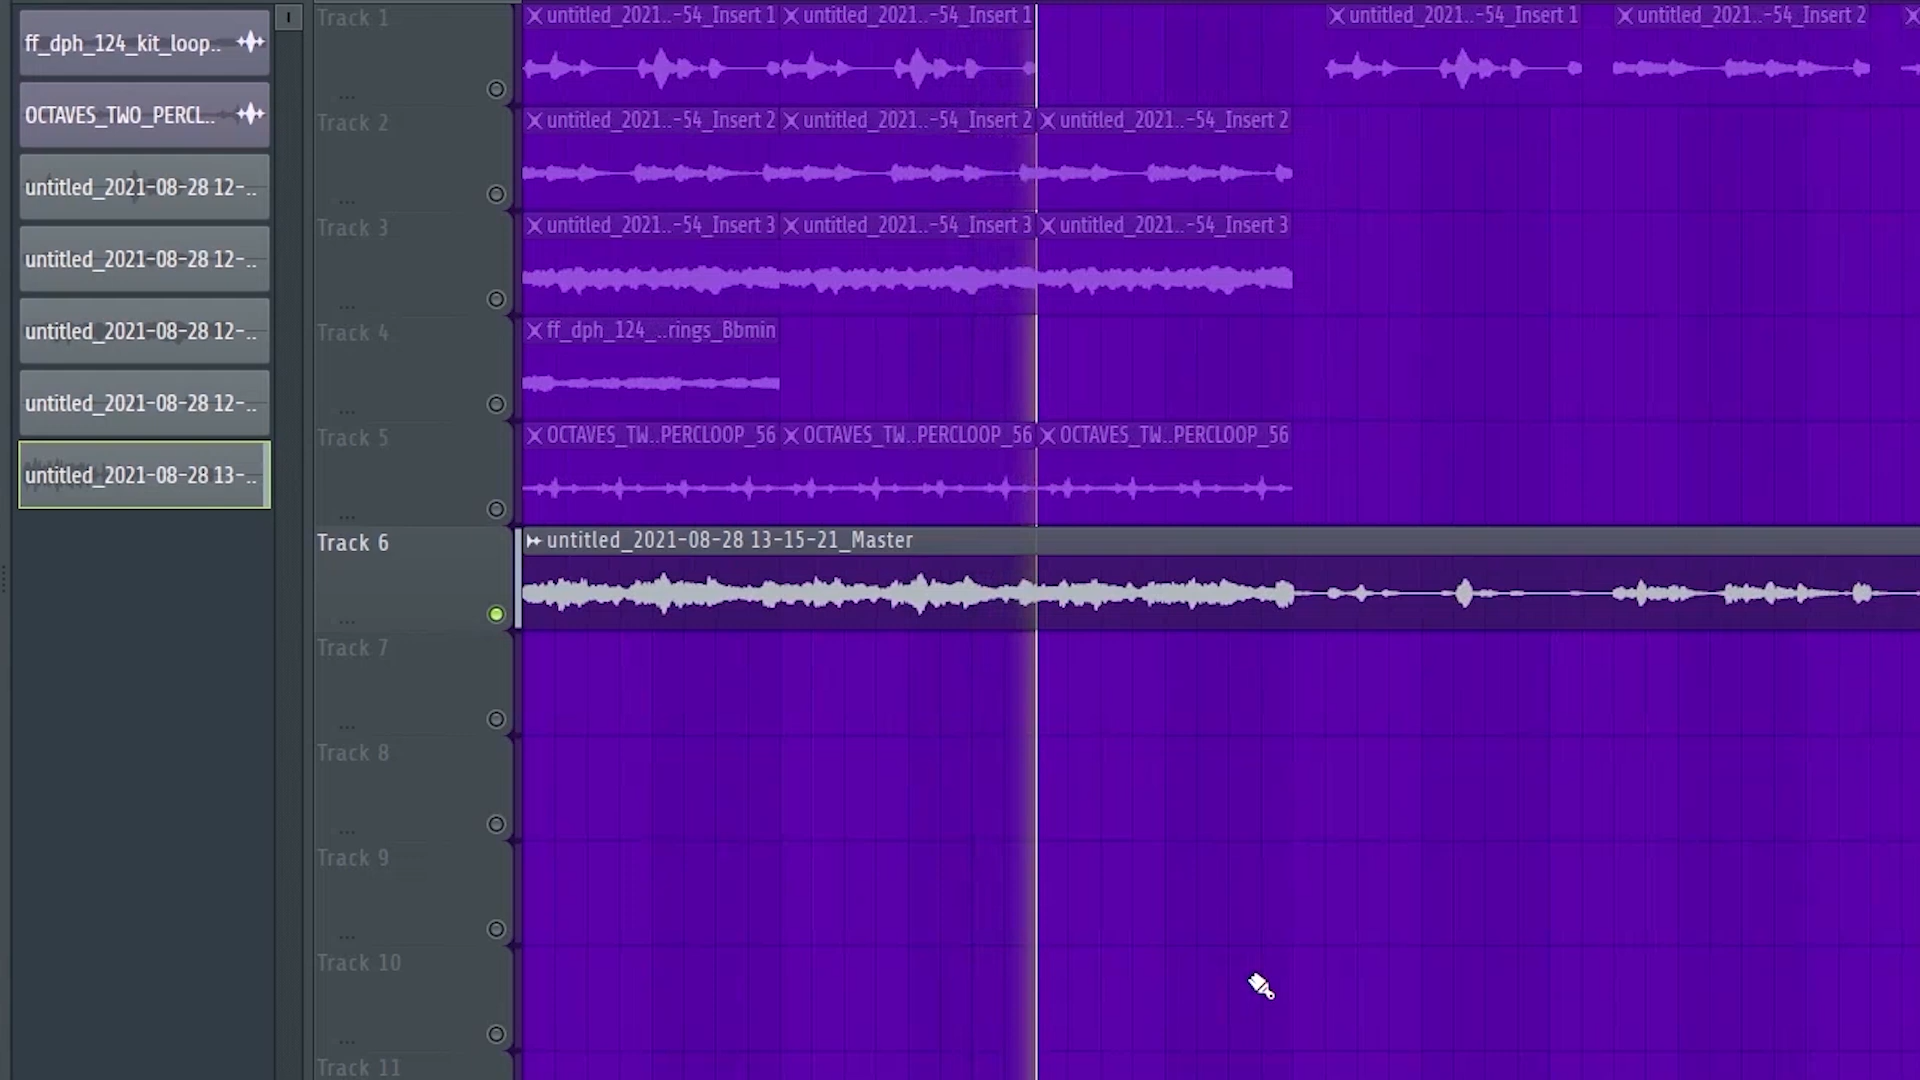 ff_dph_124_kit_loop..
OCTAVES_TWO_PERCL..
untitled_2021-08-28 12-..
untitled_2021-08-28 12-..
untitled_2021-08-28 12-..
untitled_2021-08-28 12-..
untitled_2021-08-28 13-..
Track 1
untitled_2021..-54_Insert 1
untitled_2021..-54_Insert 1
untitled_2021..-54_Insert 1
untitled_2021..-54_Insert 2
Track 2
untitled_2021..-54_Insert 2
untitled_2021..-54_Insert 2
untitled_2021..-54_Insert 2
Track 3
untitled_2021..-54_Insert 3
untitled_2021..-54_Insert 3
untitled_2021..-54_Insert 3
Track 4
ff_dph_124_...rings_Bbmin
Track 5
OCTAVES_TW..PERCLOOP_56
OCTAVES_TW..PERCLOOP_56
OCTAVES_TW..PERCLOOP_56
Track 6
untitled_2021-08-28 13-15-21_Master
Track 7
Track 8
Track 9
Track 10
Track 11